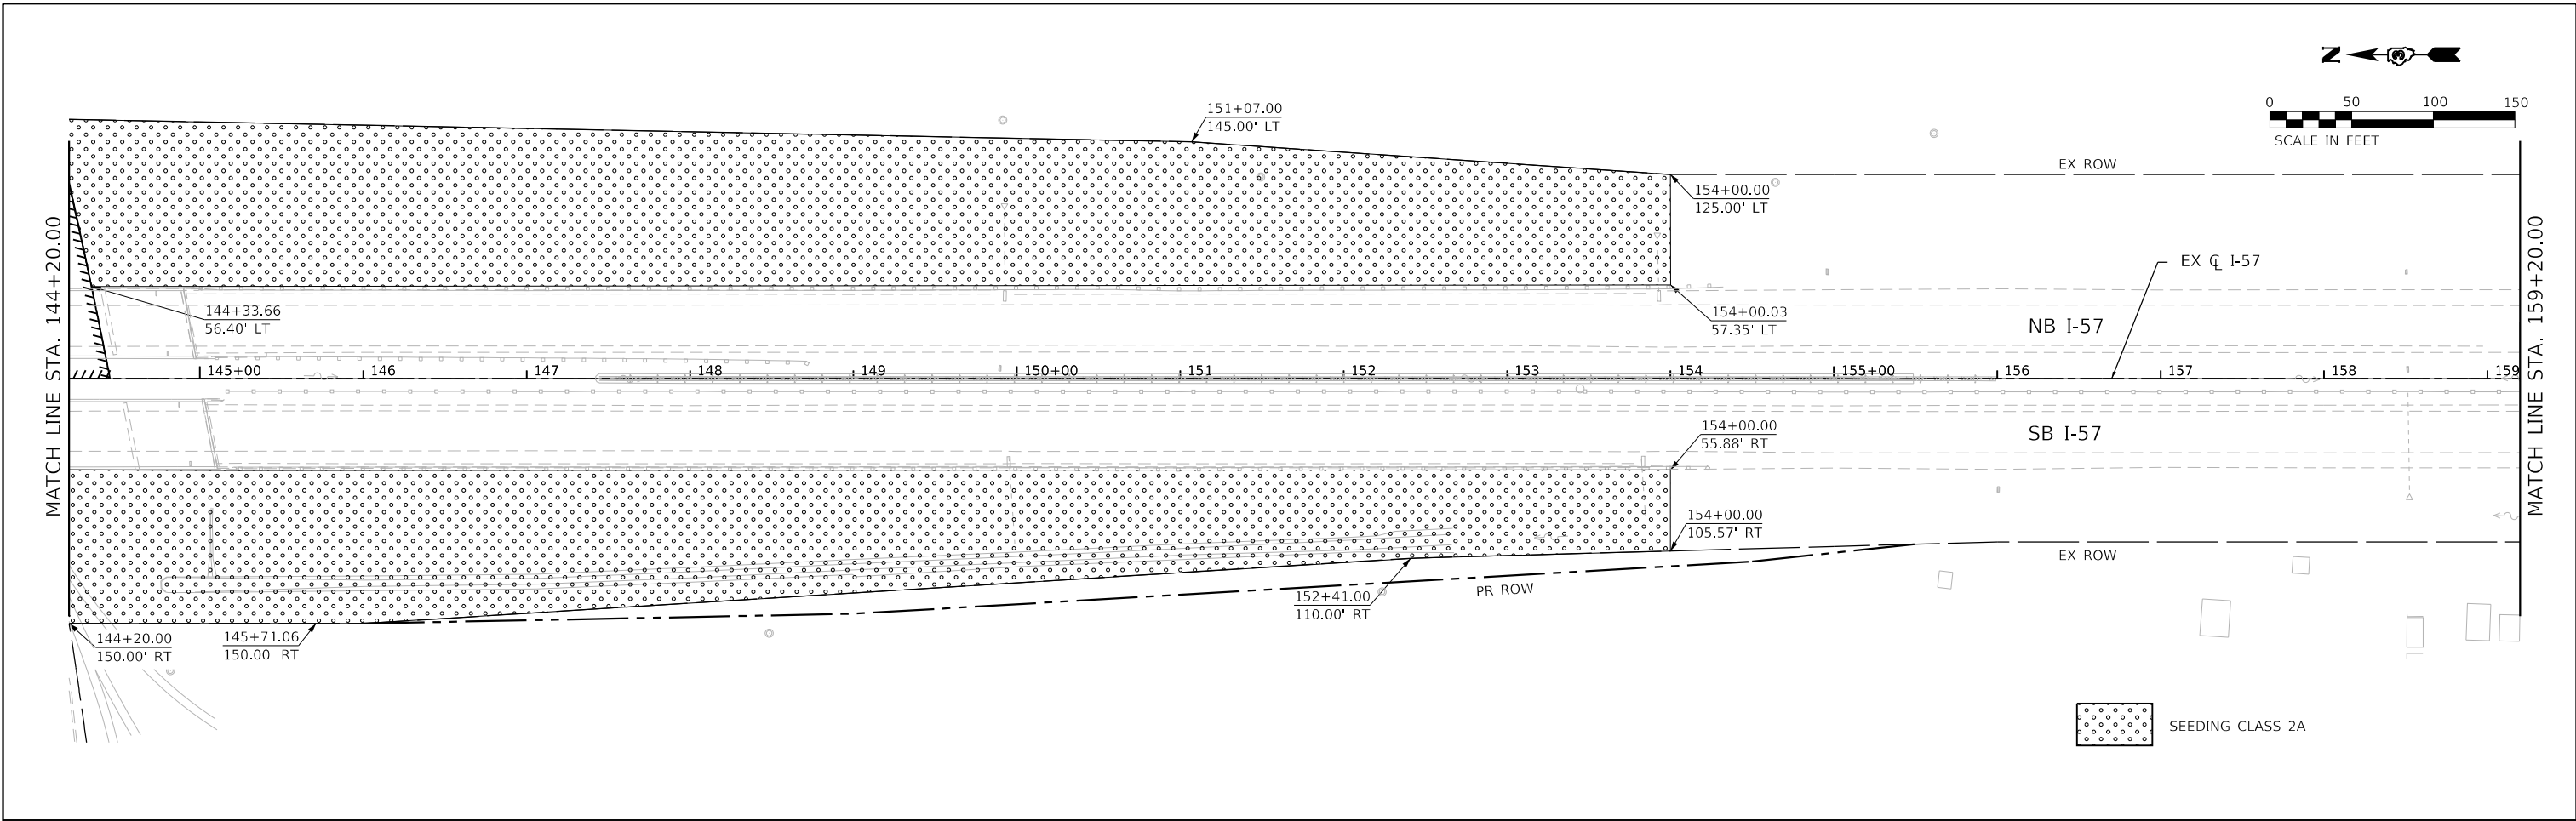 N
0 50 100 150
SCALE IN FEET
151+07.00
145.00' LT
EX ROW
154+00.00
125.00' LT
MATCH LINE STA. 144+20.00
MATCH LINE STA. 159+20.00
EX ℄ I-57
144+33.66
56.40' LT
154+00.03
57.35' LT
NB I-57
145+00 146 147 148 149 150+00 151 152 153 154 155+00 156 157 158 159
154+00.00
55.88' RT
SB I-57
154+00.00
105.57' RT
EX ROW
PR ROW
152+41.00
110.00' RT
144+20.00
150.00' RT
145+71.06
150.00' RT
SEEDING CLASS 2A